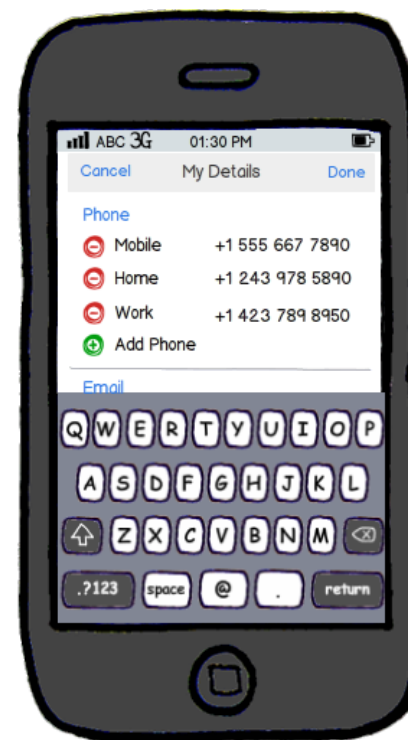 ABC 3G 01:30 PM
Cancel My Details Done
Phone
Mobile +1 555 667 7890
Home +1 243 978 5890
Work +1 423 789 8950
Add Phone
Email
Q W E R T Y U I O P
A S D F G H J K L
Z X C V B N M
.?123 space @ . return